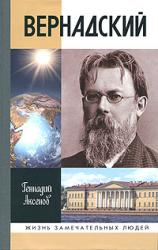 ВЕРНАДСКИЙ
Геннадий
Аксенов
ЖИЗНЬ ЗАМЕЧАТЕЛЬНЫХ ЛЮДЕЙ